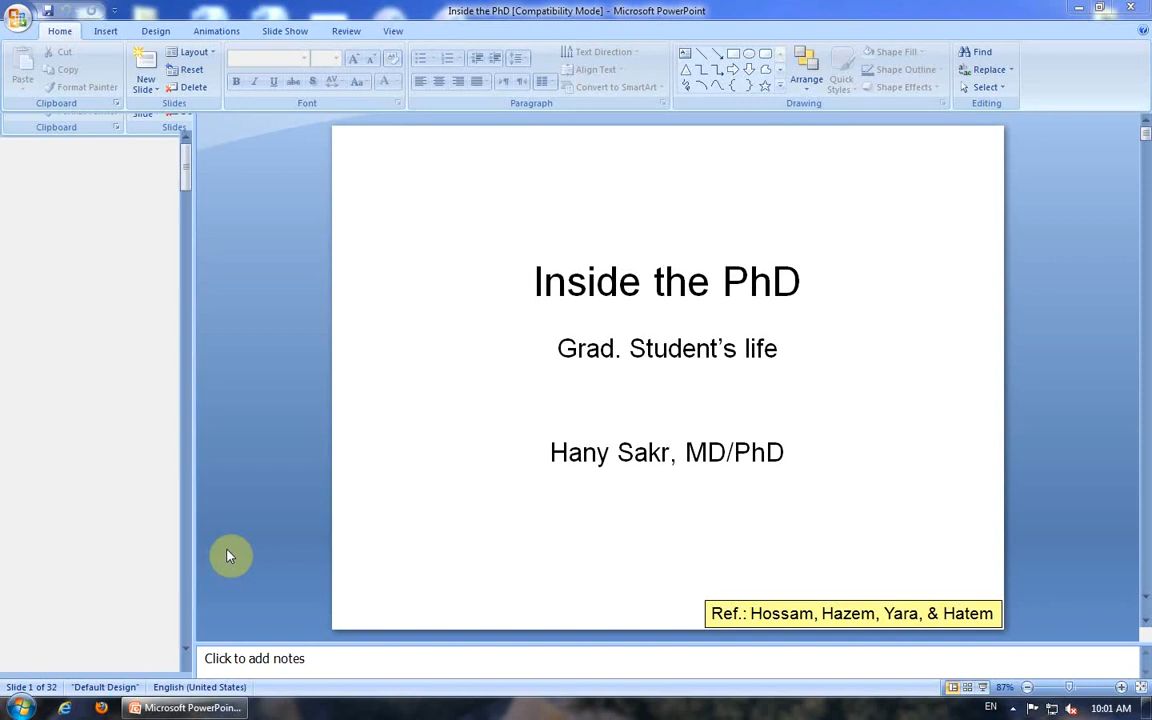 Inside the PhD [Compatibility Mode] - Microsoft PowerPoint
Home Insert Design Animations Slide Show Review View
Paste
Cut
Copy
Format Painter
Clipboard
New Slide
Layout
Reset
Delete
Slides
B I U abc S AV Aa A
Font
Text Direction
Align Text
Convert to SmartArt
Paragraph
Arrange
Quick Styles
Shape Fill
Shape Outline
Shape Effects
Drawing
Find
Replace
Select
Editing
Clipboard
Slides
Inside the PhD
Grad. Student's life
Hany Sakr, MD/PhD
Ref.: Hossam, Hazem, Yara, & Hatem
Click to add notes
Slide 1 of 32 "Default Design" English (United States) 87%
Microsoft PowerPoin... EN 10:01 AM